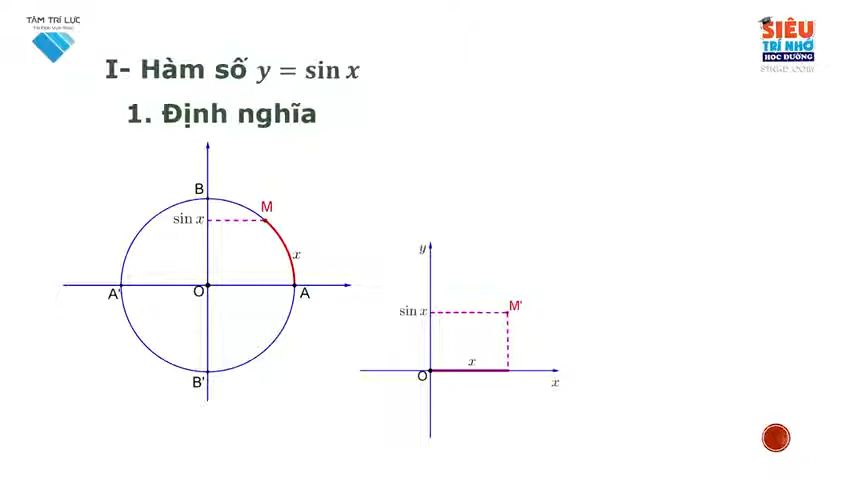 TÂM TRÍ LỰC
SIÊU
TRÍ NHỚ
HỌC ĐƯỜNG
I- Hàm số y = sin x
1. Định nghĩa
B
M
sin x
x
A'
O
A
B'
y
sin x
M'
x
O
x